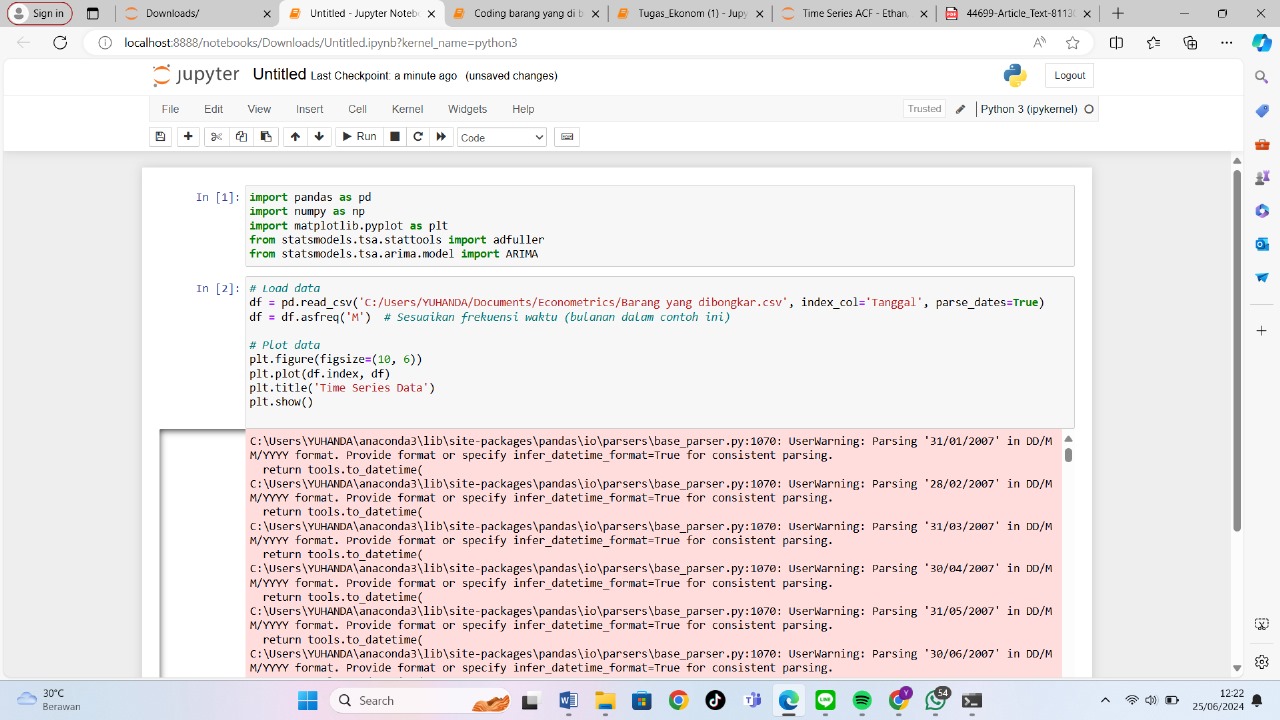 Sign in
Downloads/
Untitled - Jupyter Noteb
Coding barang yang di b
Tugas_Ekonom (1) - Jupy
Time Series ACF - Ethan
44699-Article_Text-8130
localhost:8888/notebooks/Downloads/Untitled.ipynb?kernel_name=python3
jupyter Untitled Last Checkpoint: a minute ago (unsaved changes)
Logout
File Edit View Insert Cell Kernel Widgets Help
Trusted
Python 3 (ipykernel)
Run
Code
In [1]: import pandas as pd
import numpy as np
import matplotlib.pyplot as plt
from statsmodels.tsa.stattools import adfuller
from statsmodels.tsa.arima.model import ARIMA
In [2]: # Load data
df = pd.read_csv('C:/Users/YUHANDA/Documents/Econometrics/Barang yang dibongkar.csv', index_col='Tanggal', parse_dates=True)
df = df.asfreq('M')  # Sesuaikan frekuensi waktu (bulanan dalam contoh ini)
# Plot data
plt.figure(figsize=(10, 6))
plt.plot(df.index, df)
plt.title('Time Series Data')
plt.show()
C:\Users\YUHANDA\anaconda3\lib\site-packages\pandas\io\parsers\base_parser.py:1070: UserWarning: Parsing '31/01/2007' in DD/M
M/YYYY format. Provide format or specify infer_datetime_format=True for consistent parsing.
return tools.to_datetime(
C:\Users\YUHANDA\anaconda3\lib\site-packages\pandas\io\parsers\base_parser.py:1070: UserWarning: Parsing '28/02/2007' in DD/M
M/YYYY format. Provide format or specify infer_datetime_format=True for consistent parsing.
return tools.to_datetime(
C:\Users\YUHANDA\anaconda3\lib\site-packages\pandas\io\parsers\base_parser.py:1070: UserWarning: Parsing '31/03/2007' in DD/M
M/YYYY format. Provide format or specify infer_datetime_format=True for consistent parsing.
return tools.to_datetime(
C:\Users\YUHANDA\anaconda3\lib\site-packages\pandas\io\parsers\base_parser.py:1070: UserWarning: Parsing '30/04/2007' in DD/M
M/YYYY format. Provide format or specify infer_datetime_format=True for consistent parsing.
return tools.to_datetime(
C:\Users\YUHANDA\anaconda3\lib\site-packages\pandas\io\parsers\base_parser.py:1070: UserWarning: Parsing '31/05/2007' in DD/M
M/YYYY format. Provide format or specify infer_datetime_format=True for consistent parsing.
return tools.to_datetime(
C:\Users\YUHANDA\anaconda3\lib\site-packages\pandas\io\parsers\base_parser.py:1070: UserWarning: Parsing '30/06/2007' in DD/M
M/YYYY format. Provide format or specify infer_datetime_format=True for consistent parsing.
30°C
Berawan
Search
54
12:22
25/06/2024